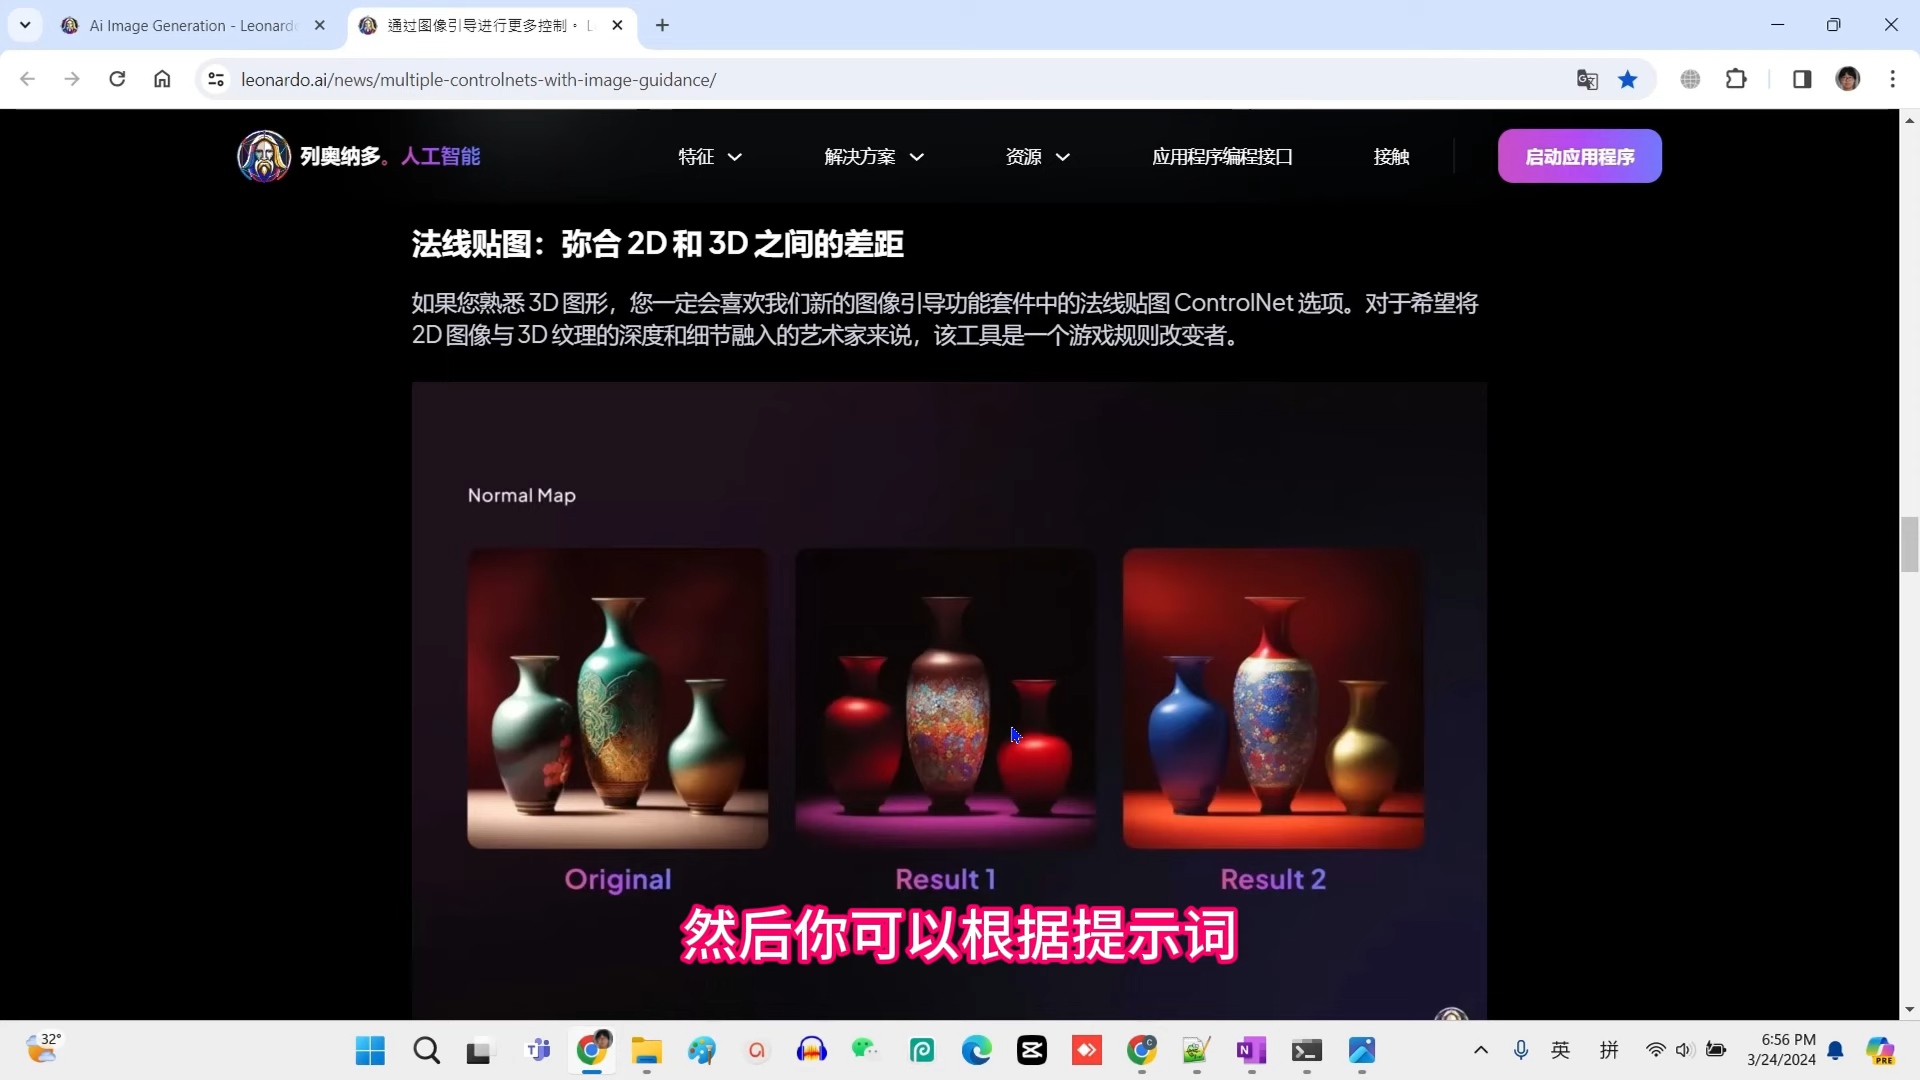 Ai Image Generation - Leonard
通过图像引导进行更多控制。 L
leonardo.ai/news/multiple-controlnets-with-image-guidance/
列奥纳多。人工智能
特征
解决方案
资源
应用程序编程接口
接触
启动应用程序
法线贴图：弥合 2D 和 3D 之间的差距
如果您熟悉 3D 图形，您一定会喜欢我们新的图像引导功能套件中的法线贴图 ControlNet 选项。对于希望将
2D 图像与 3D 纹理的深度和细节融入的艺术家来说，该工具是一个游戏规则改变者。
Normal Map
Original
Result 1
Result 2
然后你可以根据提示词
32°
英
拼
6:56 PM
3/24/2024
PRE